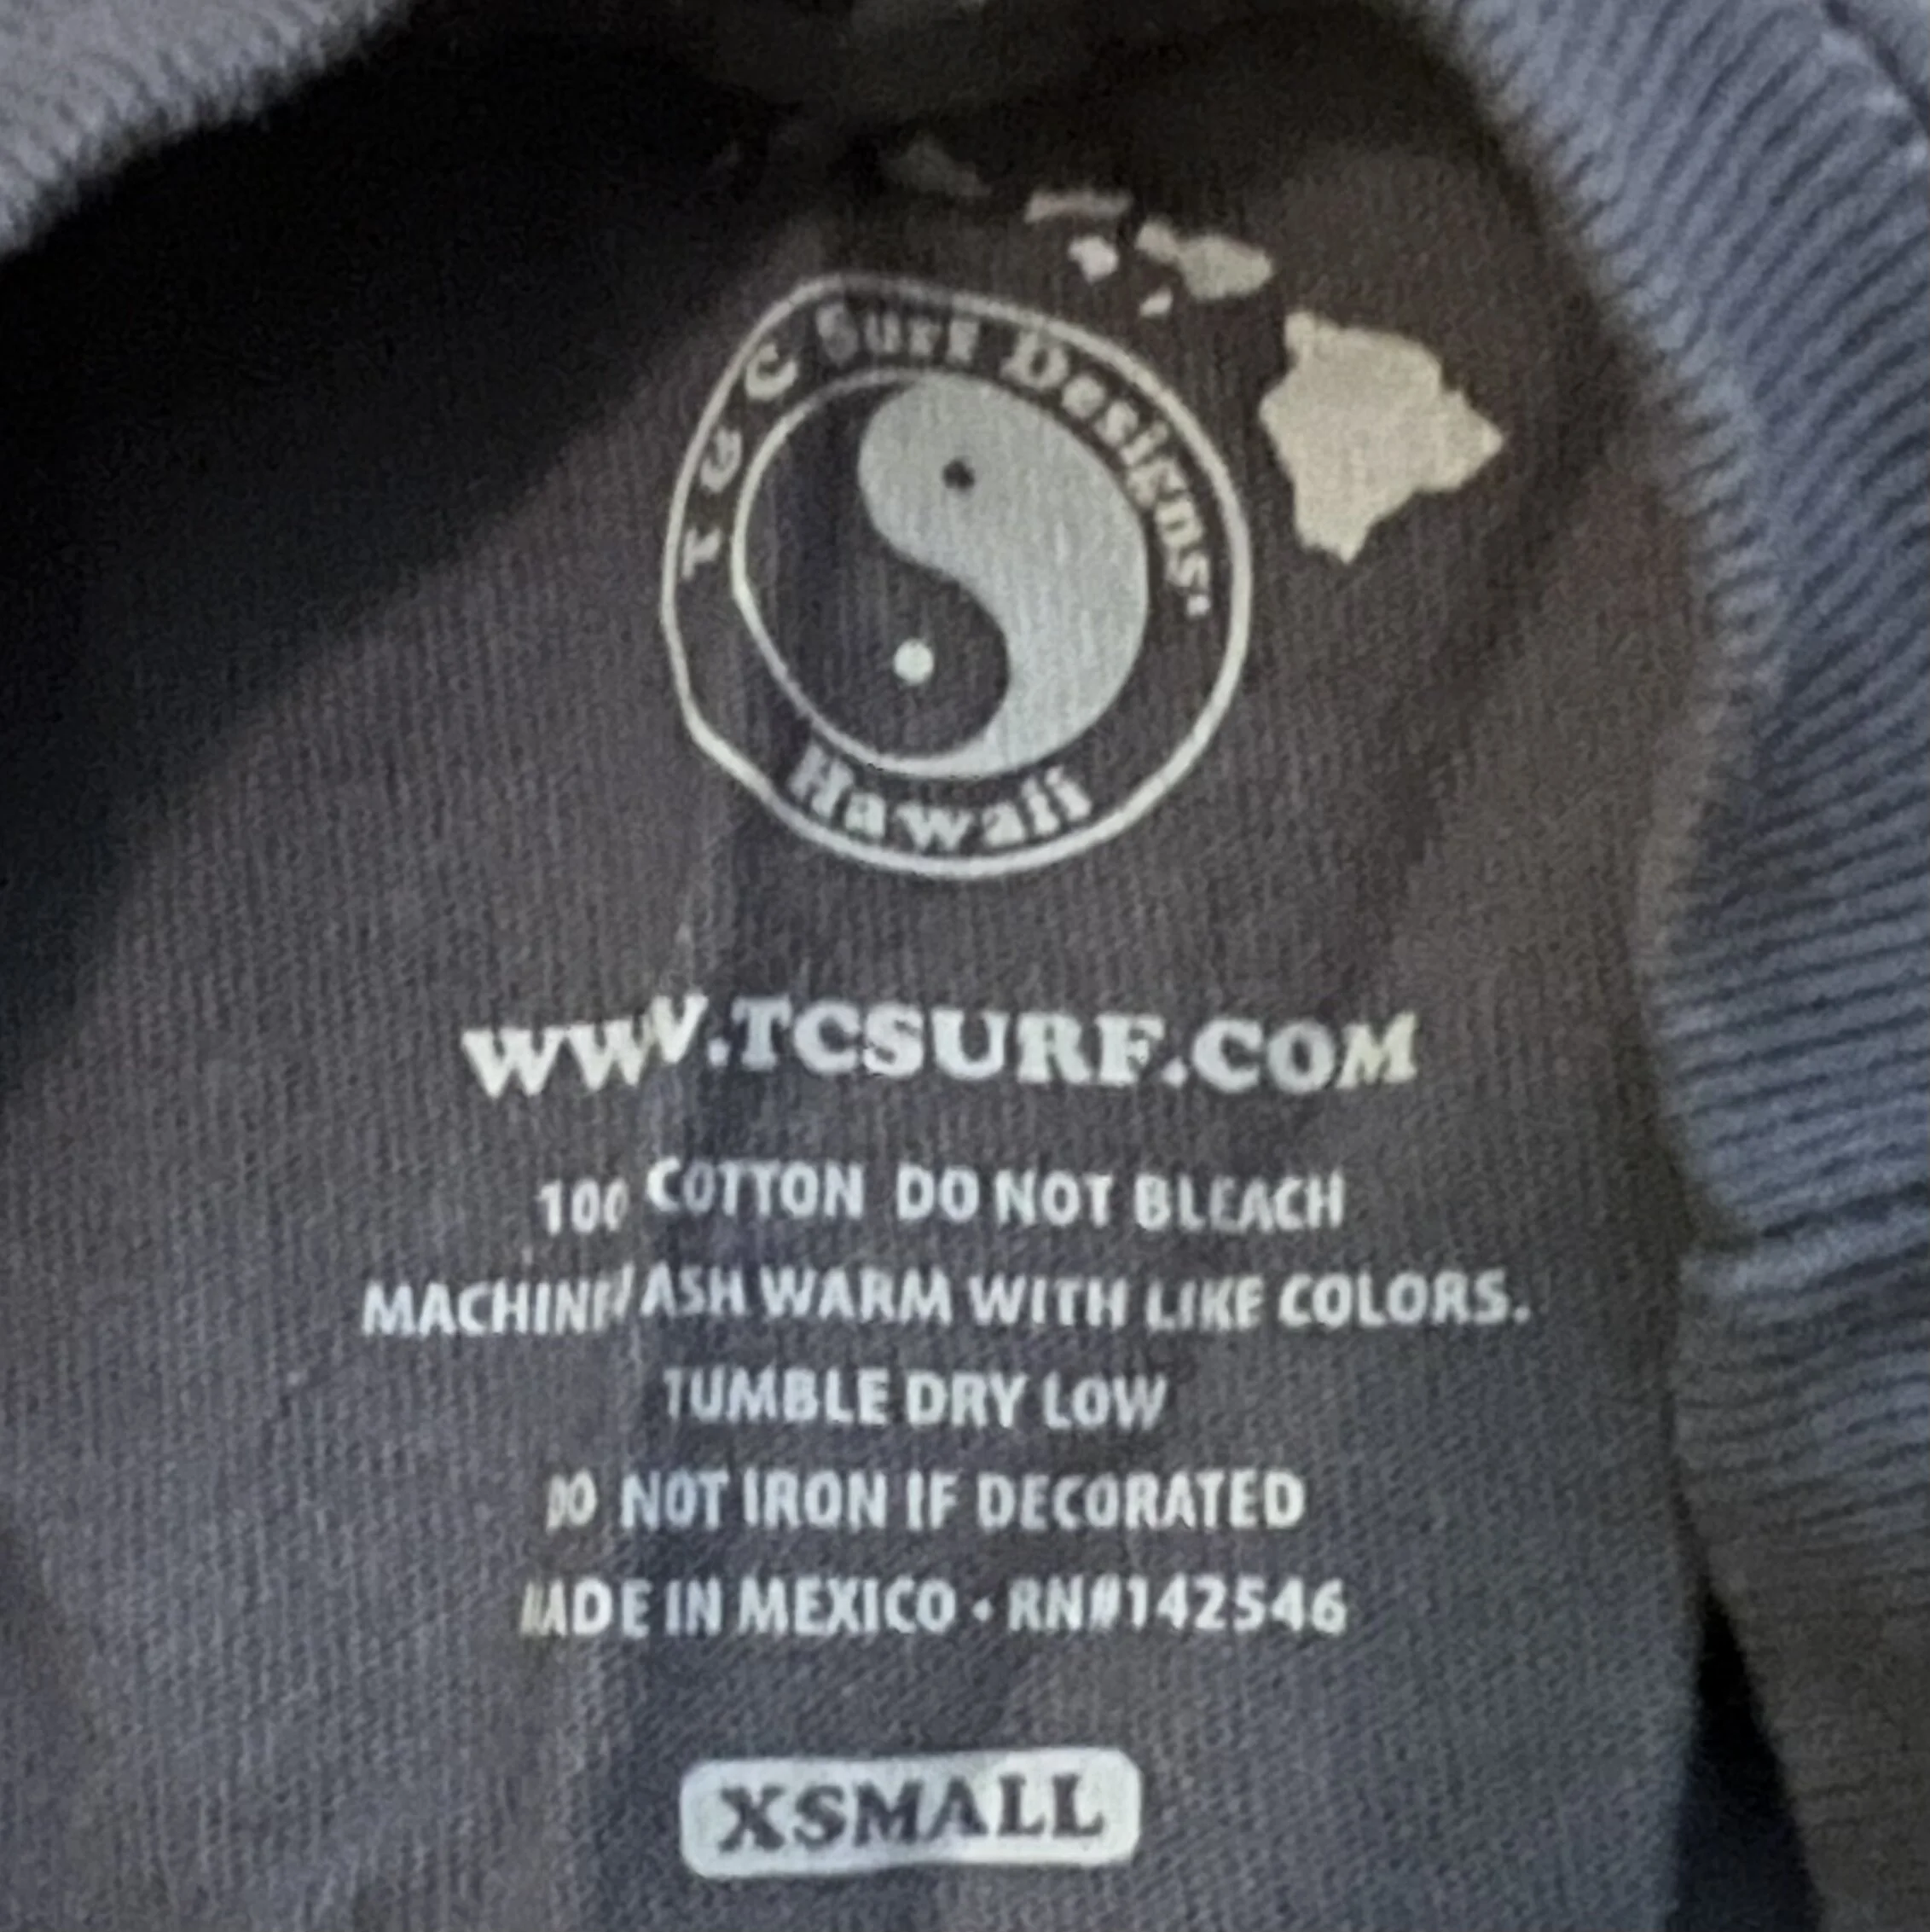 T & C Surf Designs.
Hawaii
WWW.TCSURF.COM
100 COTTON DO NOT BLEACH
MACHINE WASH WARM WITH LIKE COLORS.
TUMBLE DRY LOW
DO NOT IRON IF DECORATED
MADE IN MEXICO • RN#142546
XSMALL